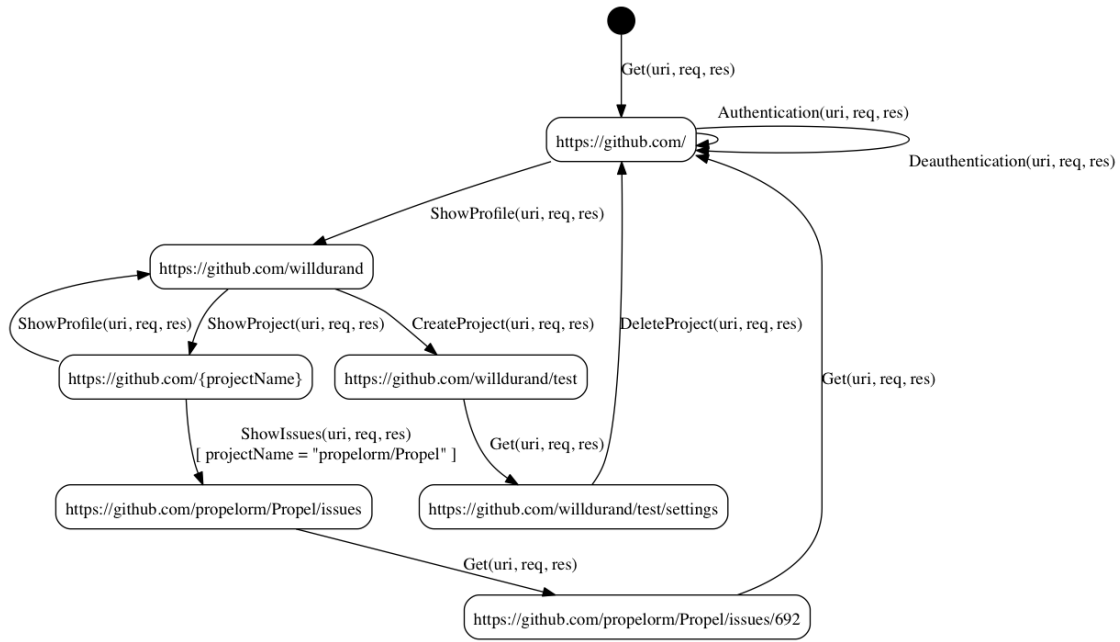 Get(uri, req, res)
Authentication(uri, req, res)
https://github.com/
Deauthentication(uri, req, res)
ShowProfile(uri, req, res)
https://github.com/willdurand
ShowProfile(uri, req, res)
ShowProject(uri, req, res)
CreateProject(uri, req, res)
DeleteProject(uri, req, res)
https://github.com/{projectName}
https://github.com/willdurand/test
Get(uri, req, res)
ShowIssues(uri, req, res)
[ projectName = "propelorm/Propel" ]
Get(uri, req, res)
https://github.com/propelorm/Propel/issues
https://github.com/willdurand/test/settings
Get(uri, req, res)
https://github.com/propelorm/Propel/issues/692